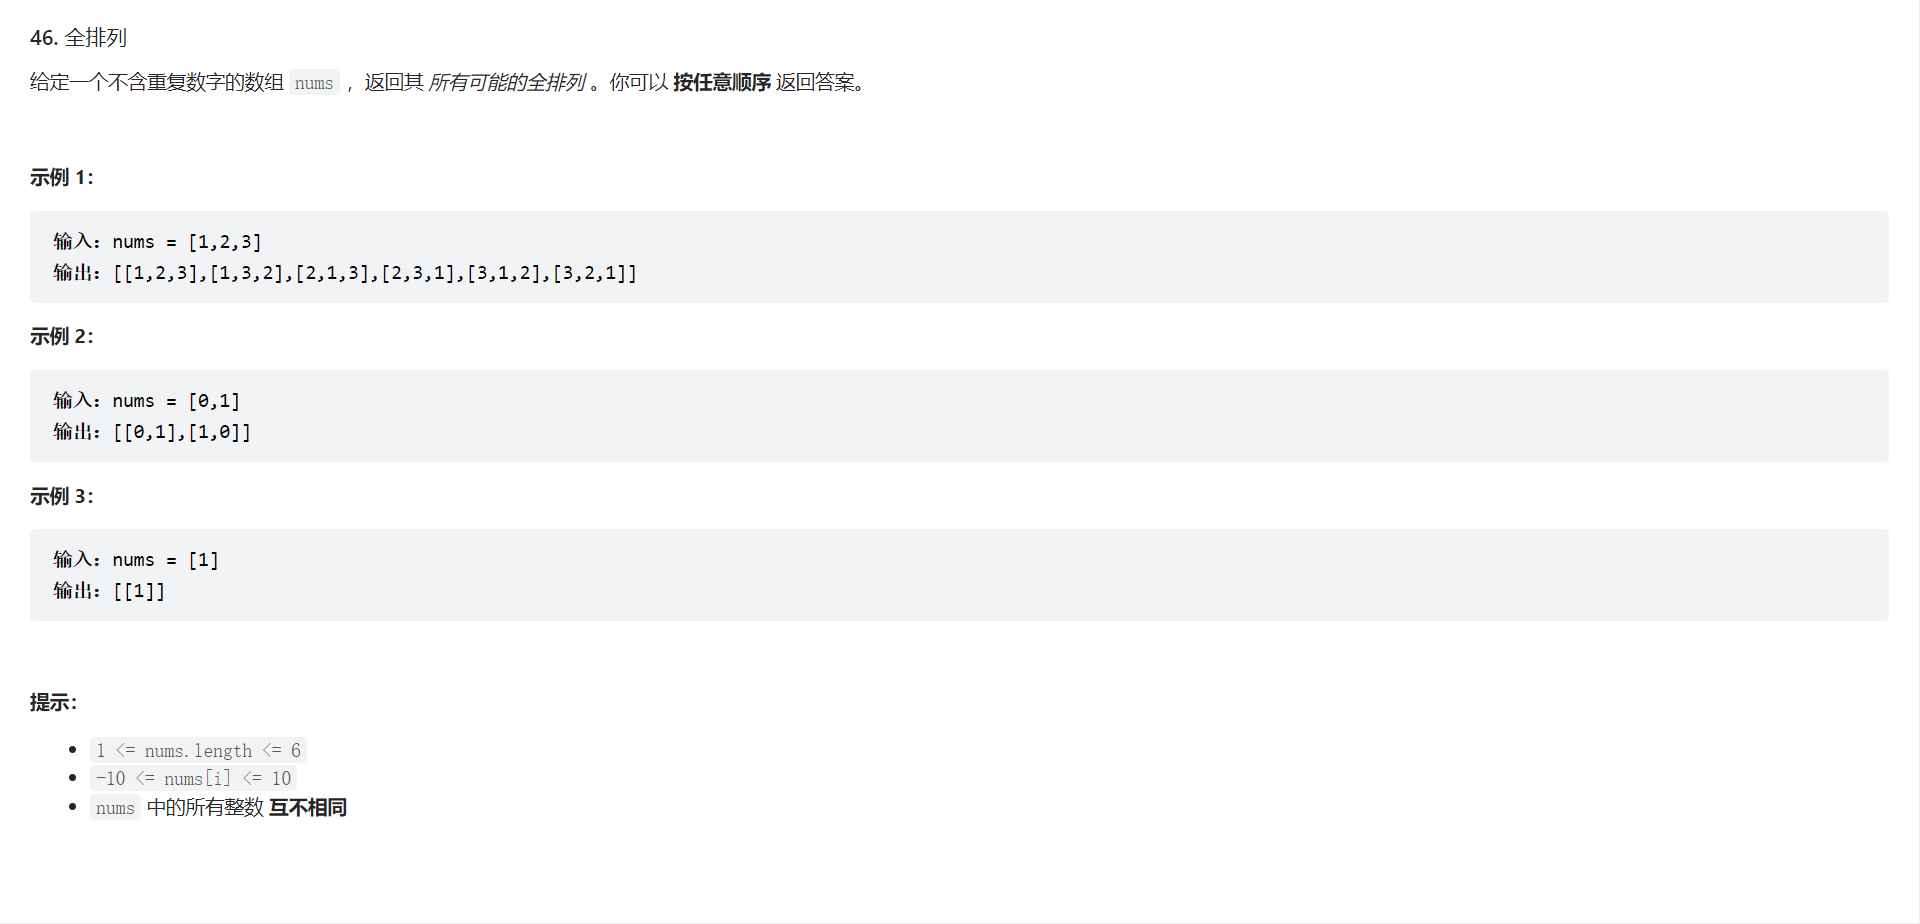 46. 全排列
给定一个不含重复数字的数组 nums ，返回其 所有可能的全排列 。你可以 按任意顺序 返回答案。
示例 1：
输入：nums = [1,2,3]
输出：[[1,2,3],[1,3,2],[2,1,3],[2,3,1],[3,1,2],[3,2,1]]
示例 2：
输入：nums = [0,1]
输出：[[0,1],[1,0]]
示例 3：
输入：nums = [1]
输出：[[1]]
提示：
1 <= nums.length <= 6
-10 <= nums[i] <= 10
nums 中的所有整数 互不相同